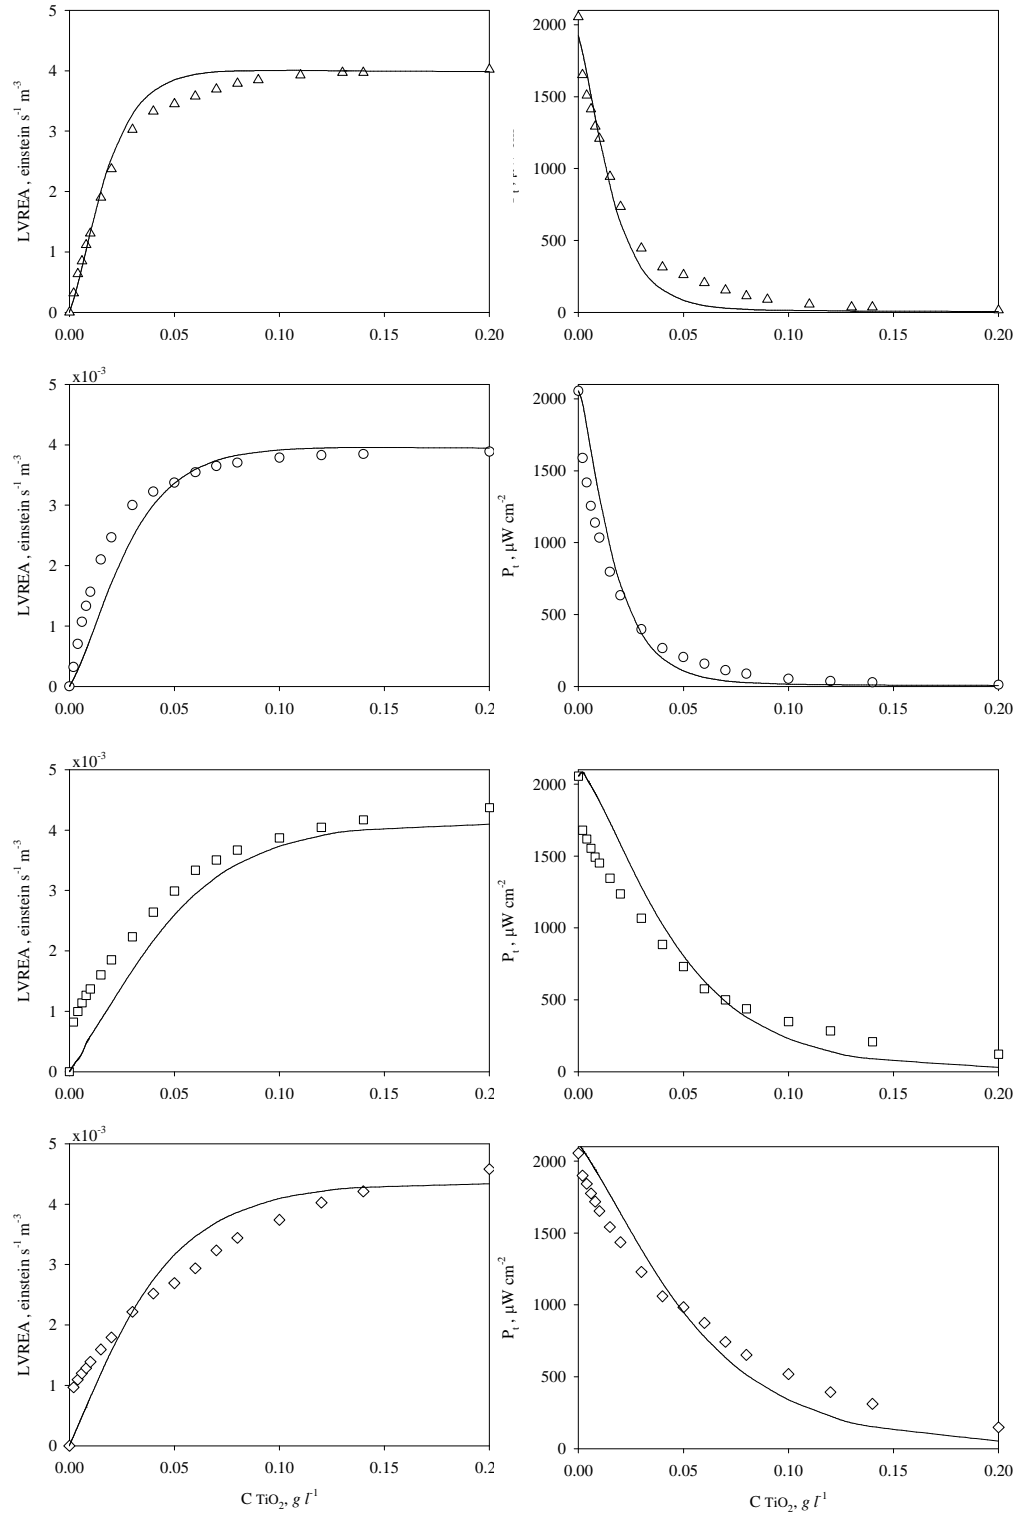 5
4
3
2
1
0
LVREA , einstein s⁻¹ m⁻³
0.00 0.05 0.10 0.15 0.20
2000
1500
1000
500
0
0.00 0.05 0.10 0.15 0.20
x10⁻³
5
4
3
2
1
0
LVREA , einstein s⁻¹ m⁻³
0.00 0.05 0.10 0.15 0.2
2000
1500
1000
500
0
Pₜ , µW cm⁻²
0.00 0.05 0.10 0.15 0.20
x10⁻³
5
4
3
2
1
0
LVREA , einstein s⁻¹ m⁻³
0.00 0.05 0.10 0.15 0.2
2000
1500
1000
500
0
Pₜ , µW cm⁻²
0.00 0.05 0.10 0.15 0.20
x10⁻³
5
4
3
2
1
0
LVREA , einstein s⁻¹ m⁻³
0.00 0.05 0.10 0.15 0.2
C TiO₂, g l⁻¹
2000
1500
1000
500
0
Pₜ , µW cm⁻²
0.00 0.05 0.10 0.15 0.20
C TiO₂, g l⁻¹